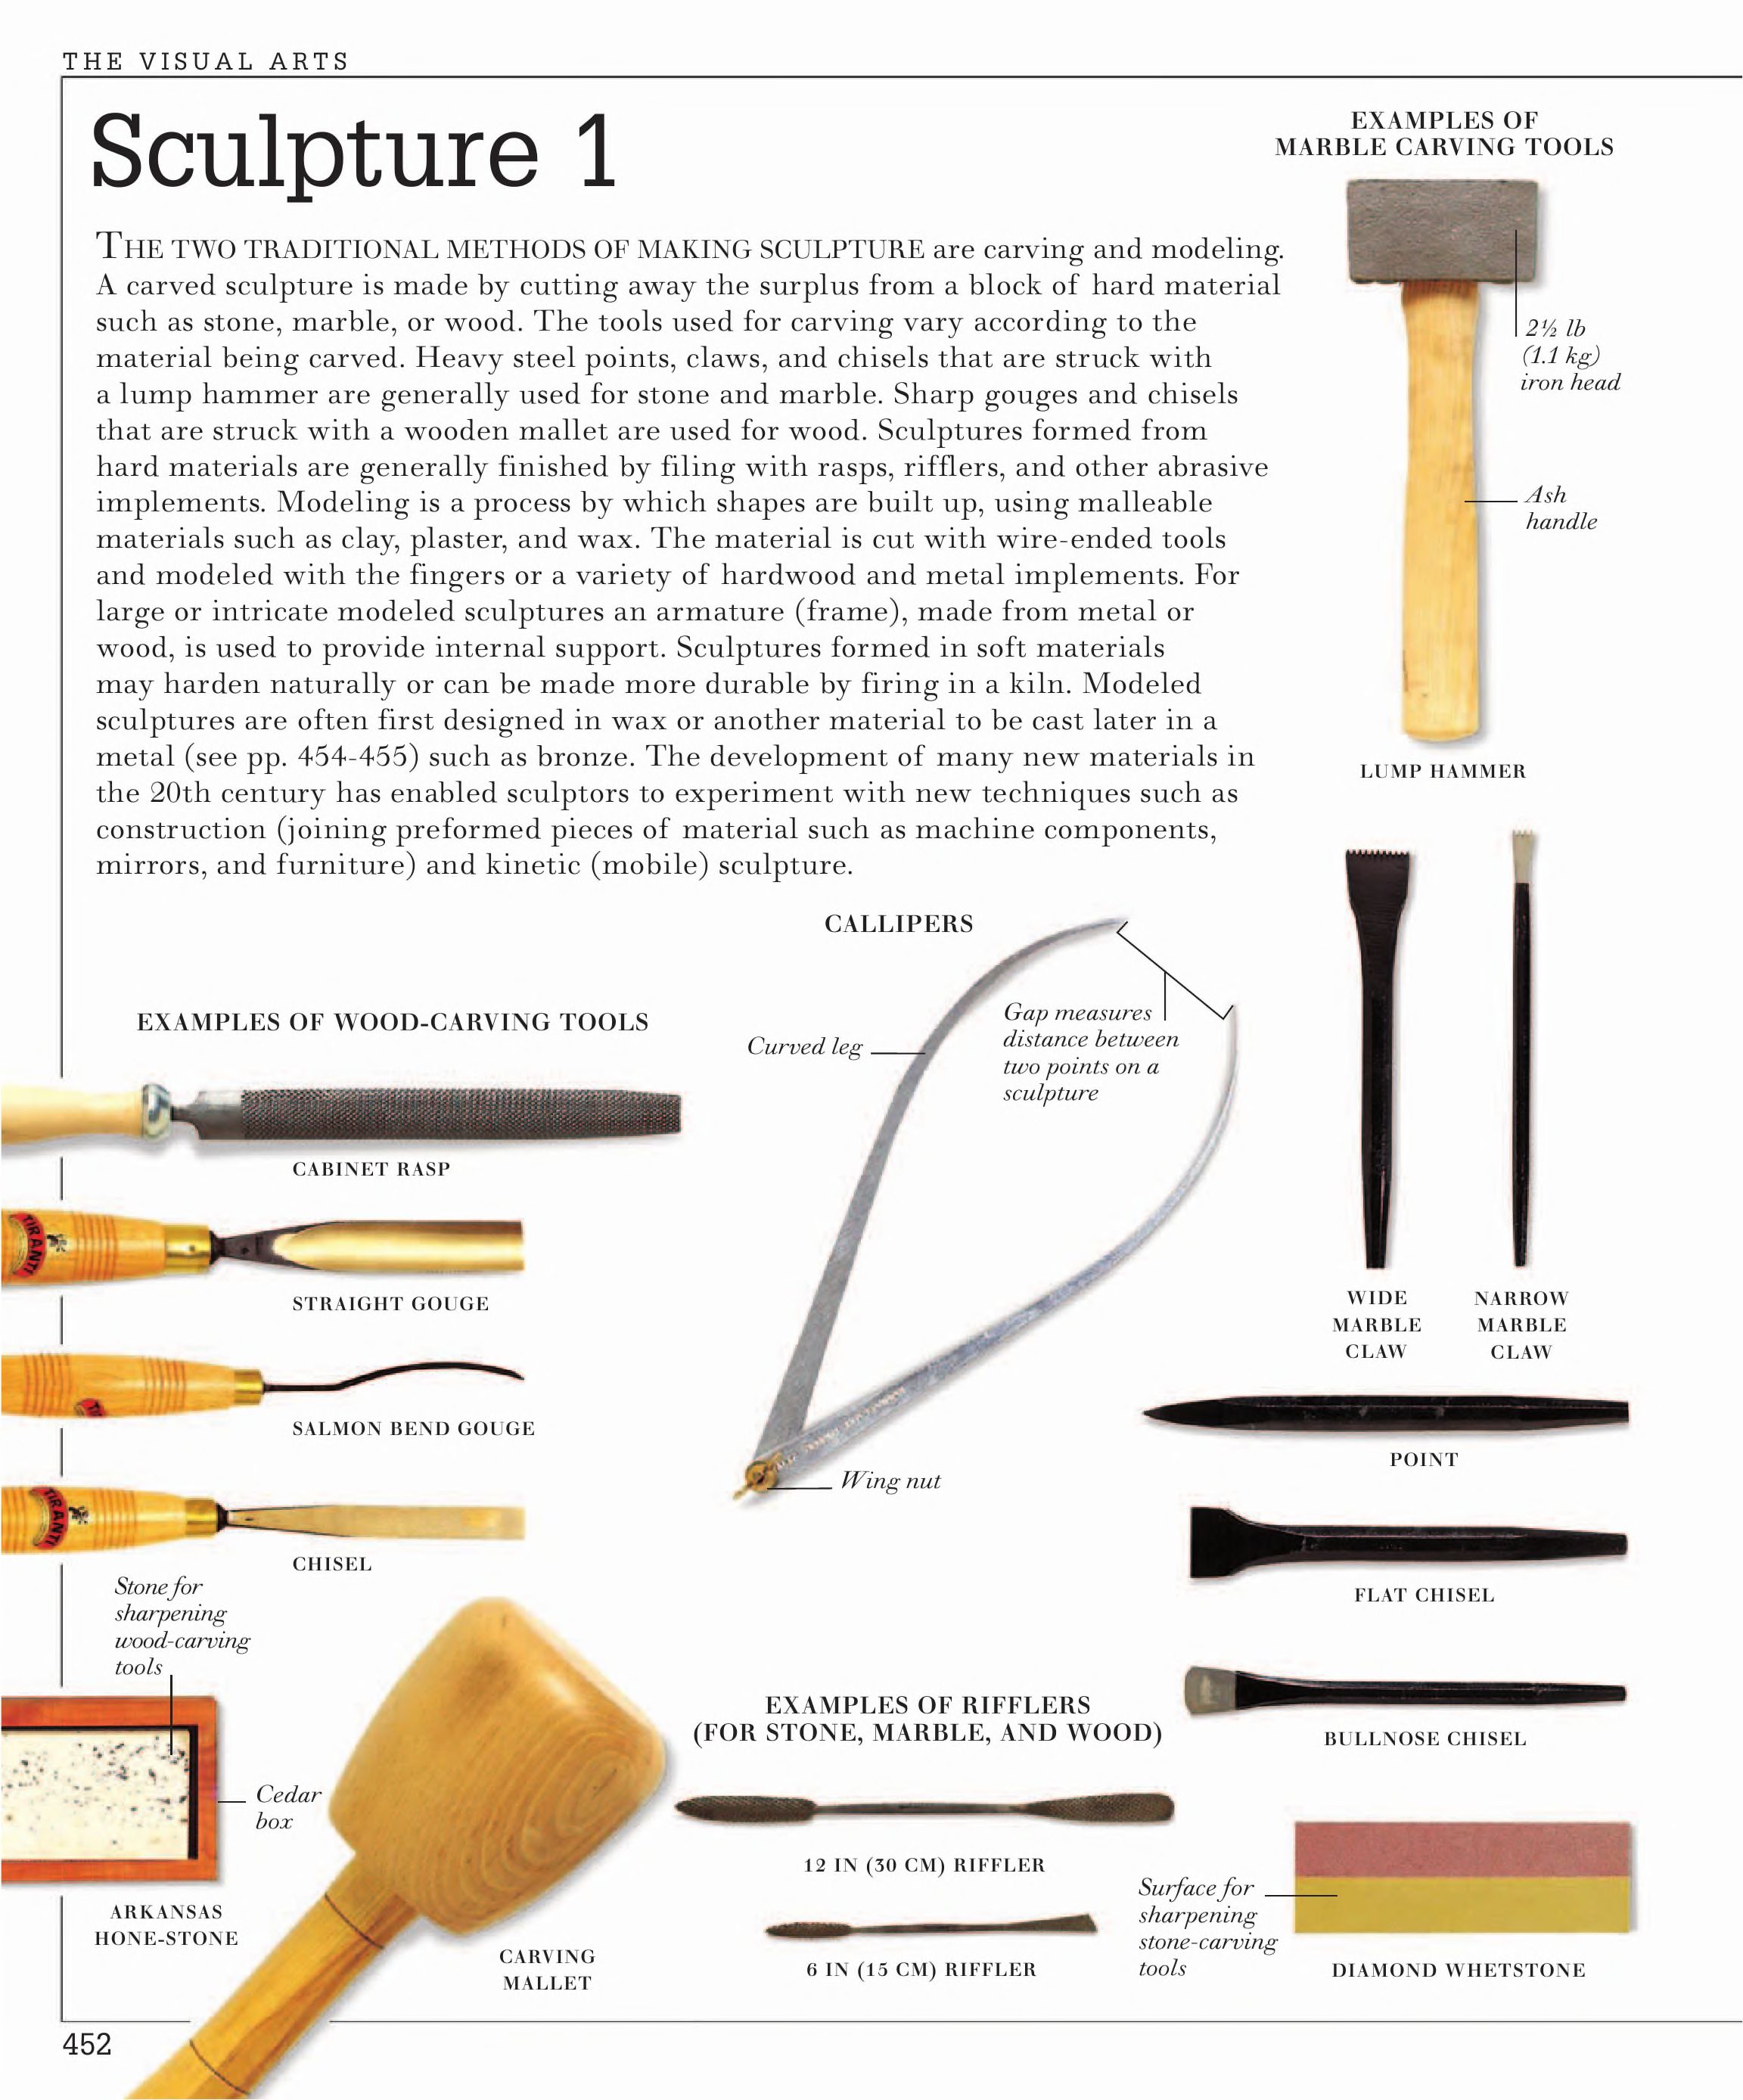 THE VISUAL ARTS
Sculpture 1
THE TWO TRADITIONAL METHODS OF MAKING SCULPTURE are carving and modeling.
A carved sculpture is made by cutting away the surplus from a block of hard material
such as stone, marble, or wood. The tools used for carving vary according to the
material being carved. Heavy steel points, claws, and chisels that are struck with
a lump hammer are generally used for stone and marble. Sharp gouges and chisels
that are struck with a wooden mallet are used for wood. Sculptures formed from
hard materials are generally finished by filing with rasps, rifflers, and other abrasive
implements. Modeling is a process by which shapes are built up, using malleable
materials such as clay, plaster, and wax. The material is cut with wire-ended tools
and modeled with the fingers or a variety of hardwood and metal implements. For
large or intricate modeled sculptures an armature (frame), made from metal or
wood, is used to provide internal support. Sculptures formed in soft materials
may harden naturally or can be made more durable by firing in a kiln. Modeled
sculptures are often first designed in wax or another material to be cast later in a
metal (see pp. 454-455) such as bronze. The development of many new materials in
the 20th century has enabled sculptors to experiment with new techniques such as
construction (joining preformed pieces of material such as machine components,
mirrors, and furniture) and kinetic (mobile) sculpture.
EXAMPLES OF
MARBLE CARVING TOOLS
2½ lb
(1.1 kg)
iron head
Ash
handle
LUMP HAMMER
CALLIPERS
Curved leg
Gap measures
distance between
two points on a
sculpture
Wing nut
EXAMPLES OF WOOD-CARVING TOOLS
CABINET RASP
TIRANTI
STRAIGHT GOUGE
SALMON BEND GOUGE
TIRANTI
CHISEL
Stone for
sharpening
wood-carving
tools
Cedar
box
ARKANSAS
HONE-STONE
CARVING
MALLET
WIDE
MARBLE
CLAW
NARROW
MARBLE
CLAW
POINT
FLAT CHISEL
BULLNOSE CHISEL
EXAMPLES OF RIFFLERS
(FOR STONE, MARBLE, AND WOOD)
12 IN (30 CM) RIFFLER
6 IN (15 CM) RIFFLER
Surface for
sharpening
stone-carving
tools
DIAMOND WHETSTONE
452